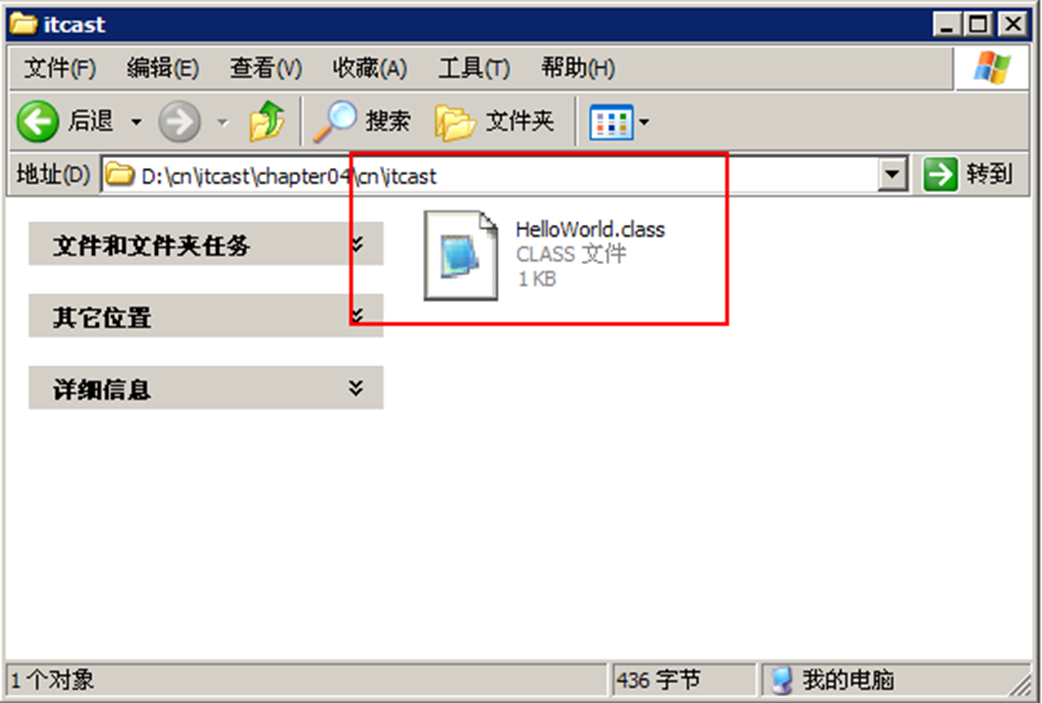 itcast
文件(F) 编辑(E) 查看(V) 收藏(A) 工具(T) 帮助(H)
后退 搜索 文件夹
地址(D) D:\cn\itcast\chapter04\cn\itcast 转到
文件和文件夹任务
其它位置
详细信息
HelloWorld.class
CLASS 文件
1 KB
1 个对象 436 字节 我的电脑